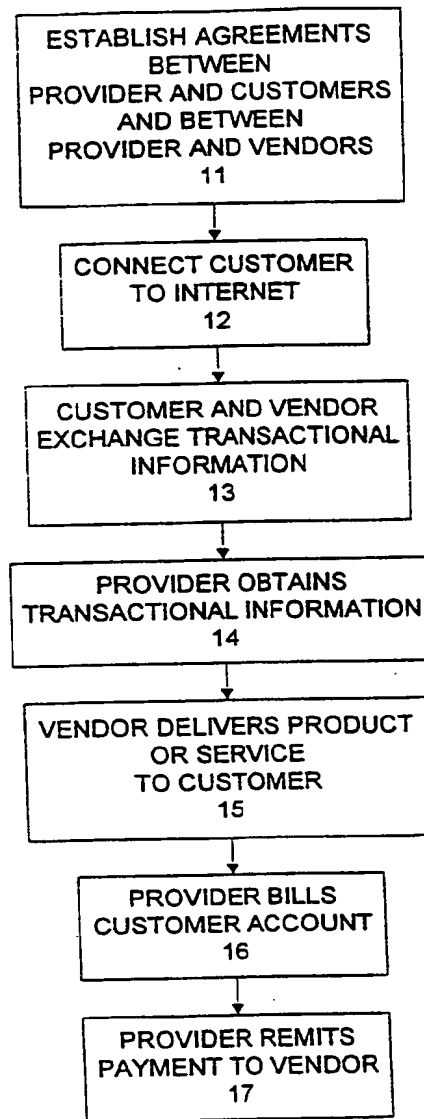 ESTABLISH AGREEMENTS
BETWEEN
PROVIDER AND CUSTOMERS
AND BETWEEN
PROVIDER AND VENDORS
11
CONNECT CUSTOMER
TO INTERNET
12
CUSTOMER AND VENDOR
EXCHANGE TRANSACTIONAL
INFORMATION
13
PROVIDER OBTAINS
TRANSACTIONAL INFORMATION
14
VENDOR DELIVERS PRODUCT
OR SERVICE
TO CUSTOMER
15
PROVIDER BILLS
CUSTOMER ACCOUNT
16
PROVIDER REMITS
PAYMENT TO VENDOR
17